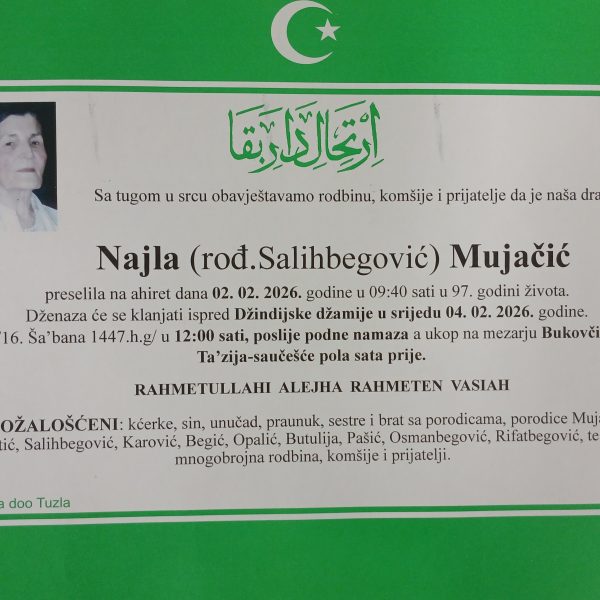 اِرْتِحَالِ دَارِ بَقَا
Sa tugom u srcu obavještavamo rodbinu, komšije i prijatelje da je naša dra
Najla (rođ.Salihbegović) Mujačić
preselila na ahiret dana 02. 02. 2026. godine u 09:40 sati u 97. godini života.
Dženaza će se klanjati ispred Džindijske džamije u srijedu 04. 02. 2026. godine.
/16. Ša'bana 1447.h.g/ u 12:00 sati, poslije podne namaza a ukop na mezarju Bukovči
Ta'zija-saučešće pola sata prije.
RAHMETULLAHI ALEJHA RAHMETEN VASIAH
OŽALOŠĆENI: kćerke, sin, unučad, praunuk, sestre i brat sa porodicama, porodice Muja
tić, Salihbegović, Karović, Begić, Opalić, Butulija, Pašić, Osmanbegović, Rifatbegović, te
mnogobrojna rodbina, komšije i prijatelji.
a doo Tuzla